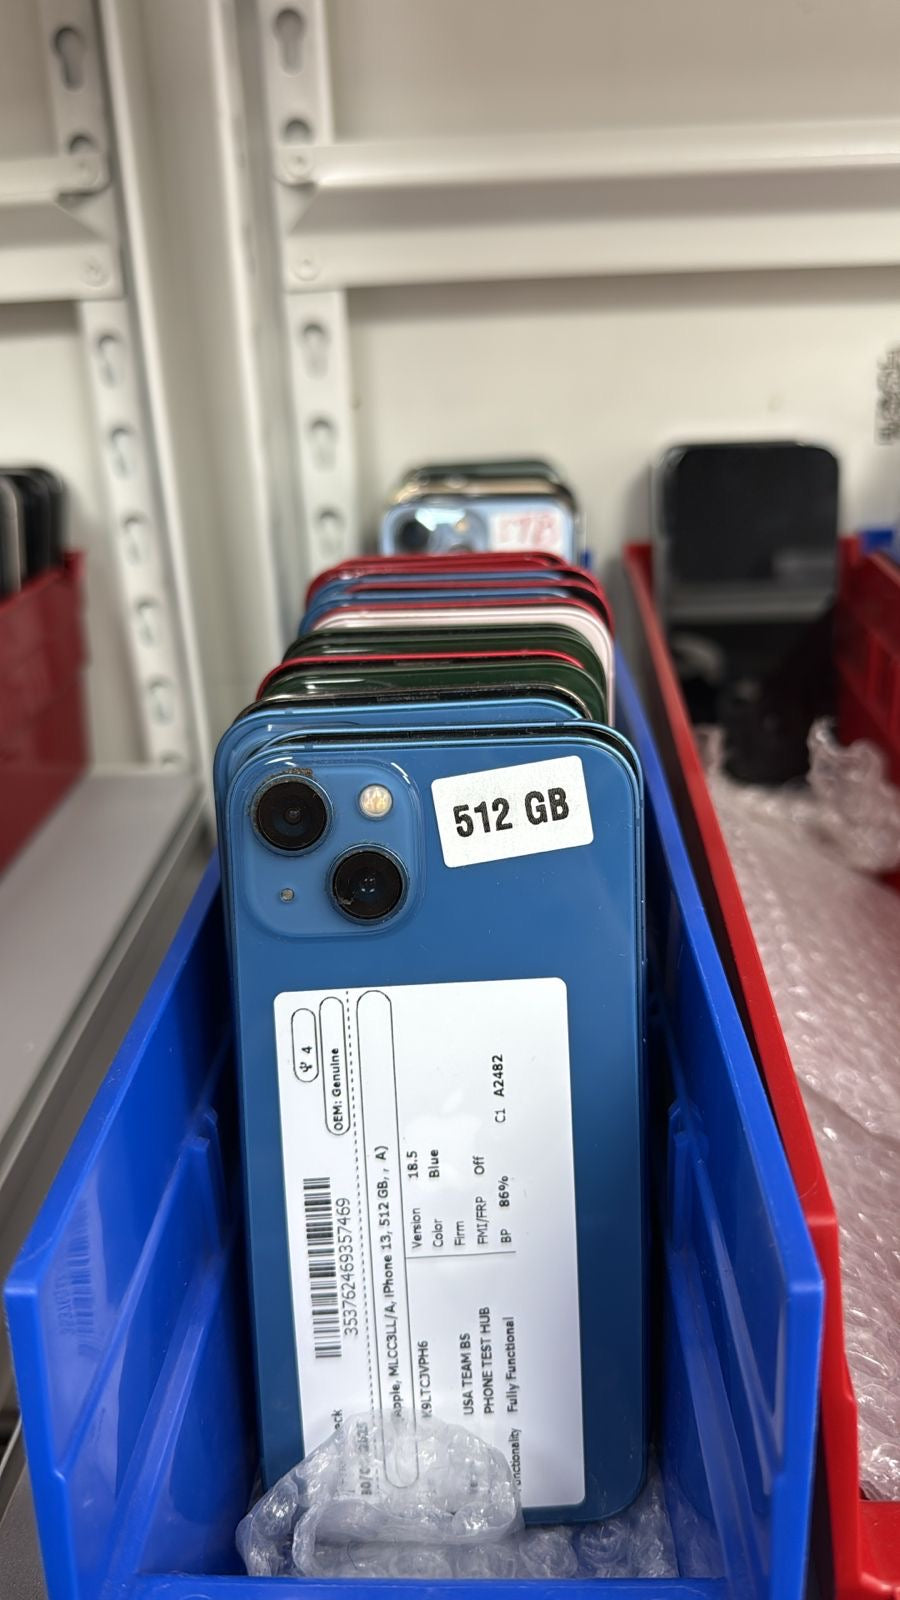 512 GB
4
OEM: Genuine
353762469357469
Apple, MLCC3LL/A, iPhone 13, 512 GB, , A)
Version 18.5
K9LTCJVPH6 Color Blue
Firm
USA TEAM BS FMI/FRP Off
PHONE TEST HUB BP 86% C1 A2482
Fully Functional